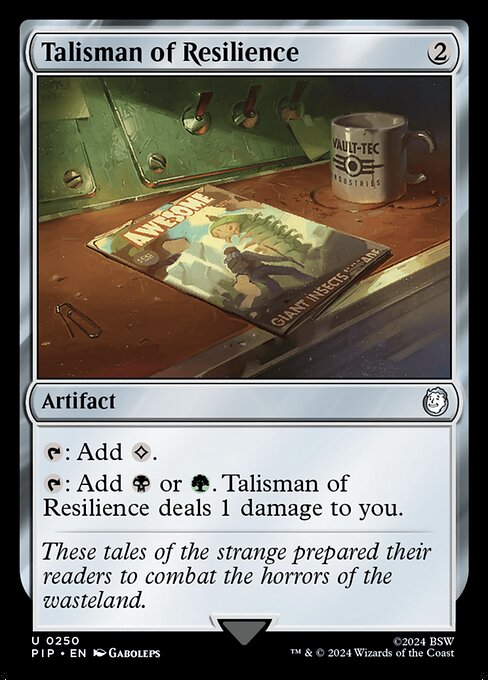 Talisman of Resilience 2
VAULT-TEC
INDUSTRIES
AWESOME
GIANT INSECTS INVADE
Artifact
: Add .
: Add or . Talisman of
Resilience deals 1 damage to you.
These tales of the strange prepared their
readers to combat the horrors of the
wasteland.
U 0250
PIP • EN Gaboleps
©2024 BSW
™ & © 2024 Wizards of the Coast